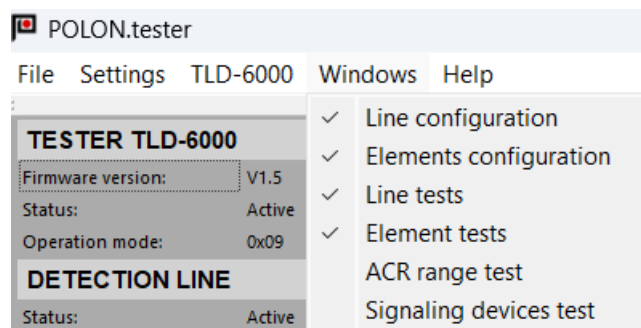 POLON.tester
File Settings TLD-6000 Windows Help
TESTER TLD-6000
Firmware version: V1.5
Status: Active
Operation mode: 0x09
DETECTION LINE
Status: Active
Line configuration
Elements configuration
Line tests
Element tests
ACR range test
Signaling devices test